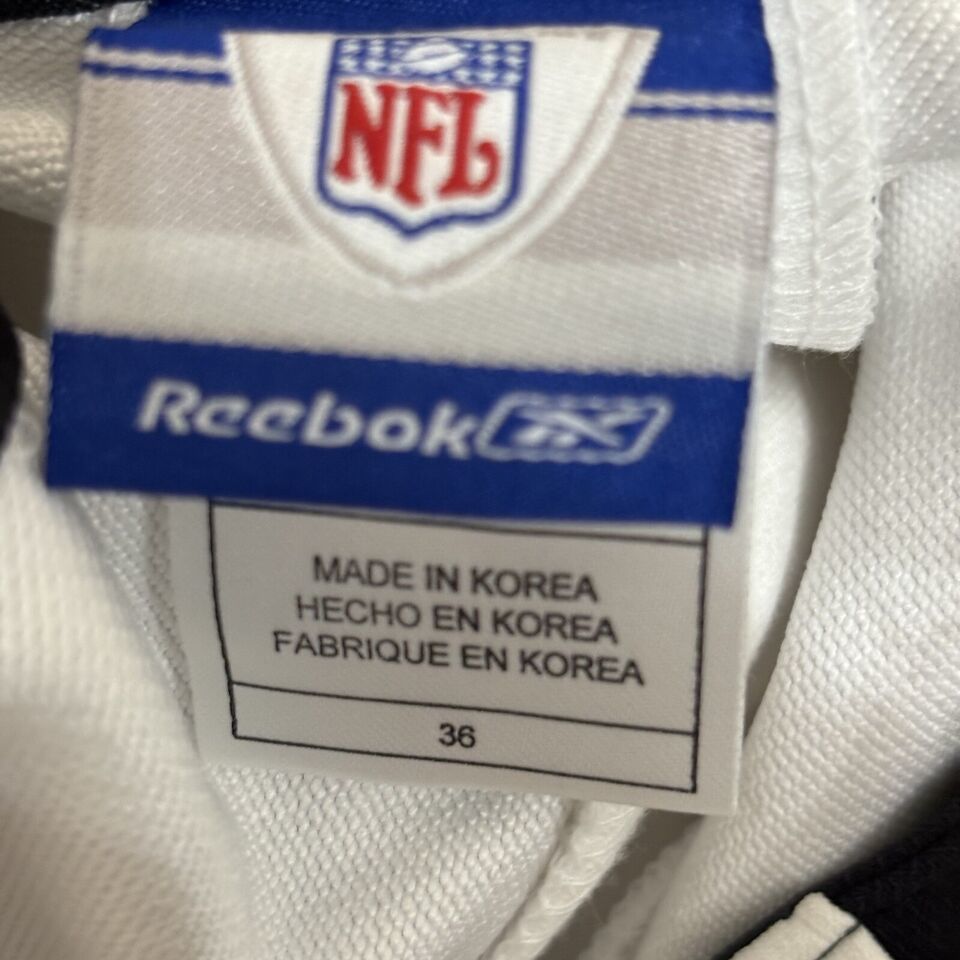 NFL
Reebok
MADE IN KOREA
HECHO EN KOREA
FABRIQUE EN KOREA
36